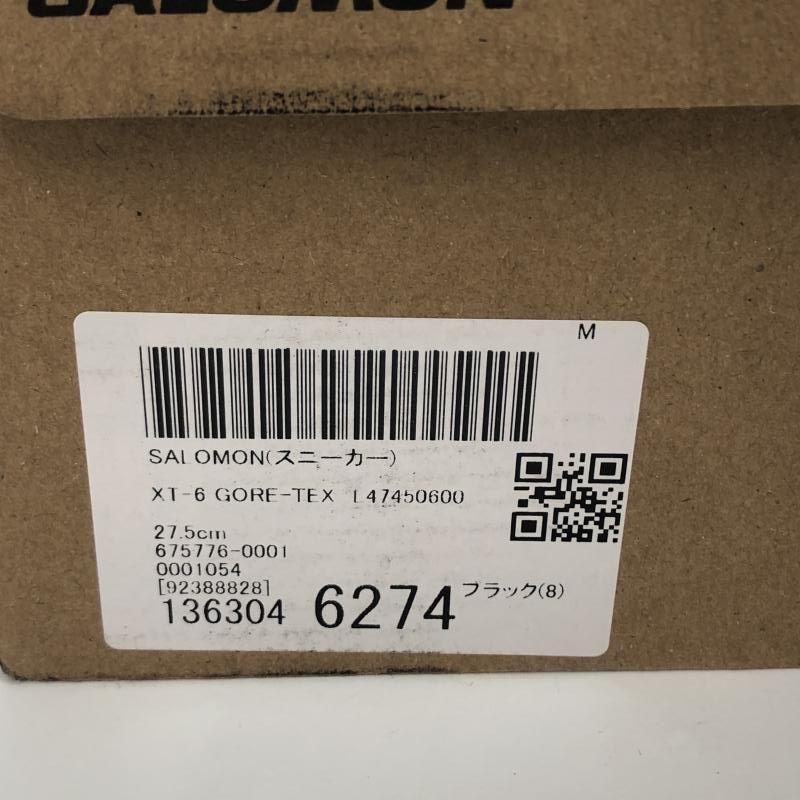 SALOMON
M
SALOMON(スニーカー)
XT-6 GORE-TEX L47450600
27.5cm
675776-0001
0001054
[92388828]
136304 6274 ブラック(8)